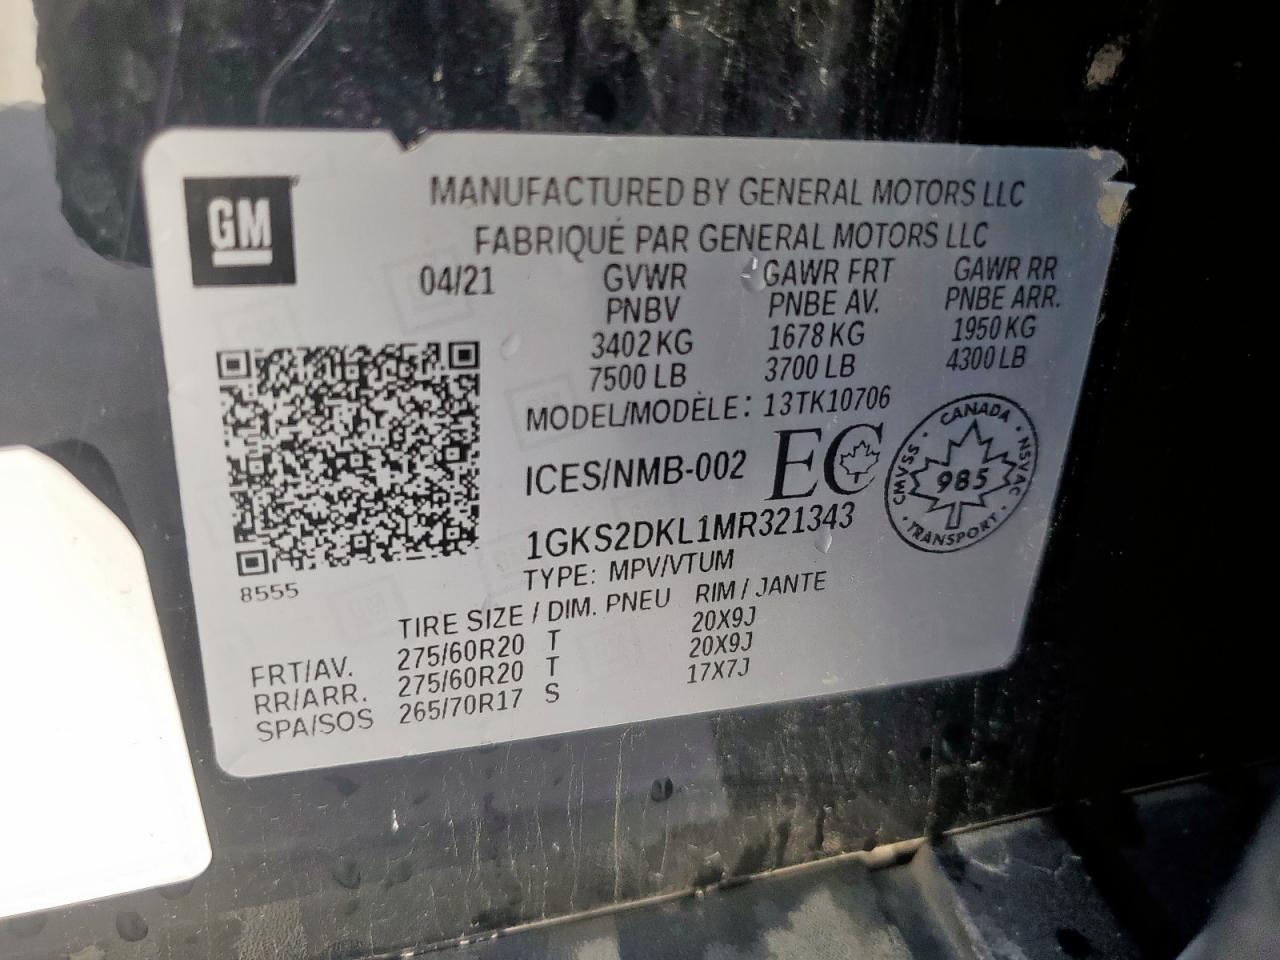 GM
MANUFACTURED BY GENERAL MOTORS LLC
FABRIQUÉ PAR GENERAL MOTORS LLC
04/21 GVWR GAWR FRT GAWR RR
PNBV PNBE AV. PNBE ARR.
3402 KG 1678 KG 1950 KG
7500 LB 3700 LB 4300 LB
MODEL/MODÈLE: 13TK10706
ICES/NMB-002 EC
CANADA
CMVSS 985 NSVAC
TRANSPORT
1GKS2DKL1MR321343
TYPE: MPV/VTUM
8555
TIRE SIZE / DIM. PNEU RIM / JANTE
FRT/AV. 275/60R20 T 20X9J
RR/ARR. 275/60R20 T 20X9J
SPA/SOS 265/70R17 S 17X7J